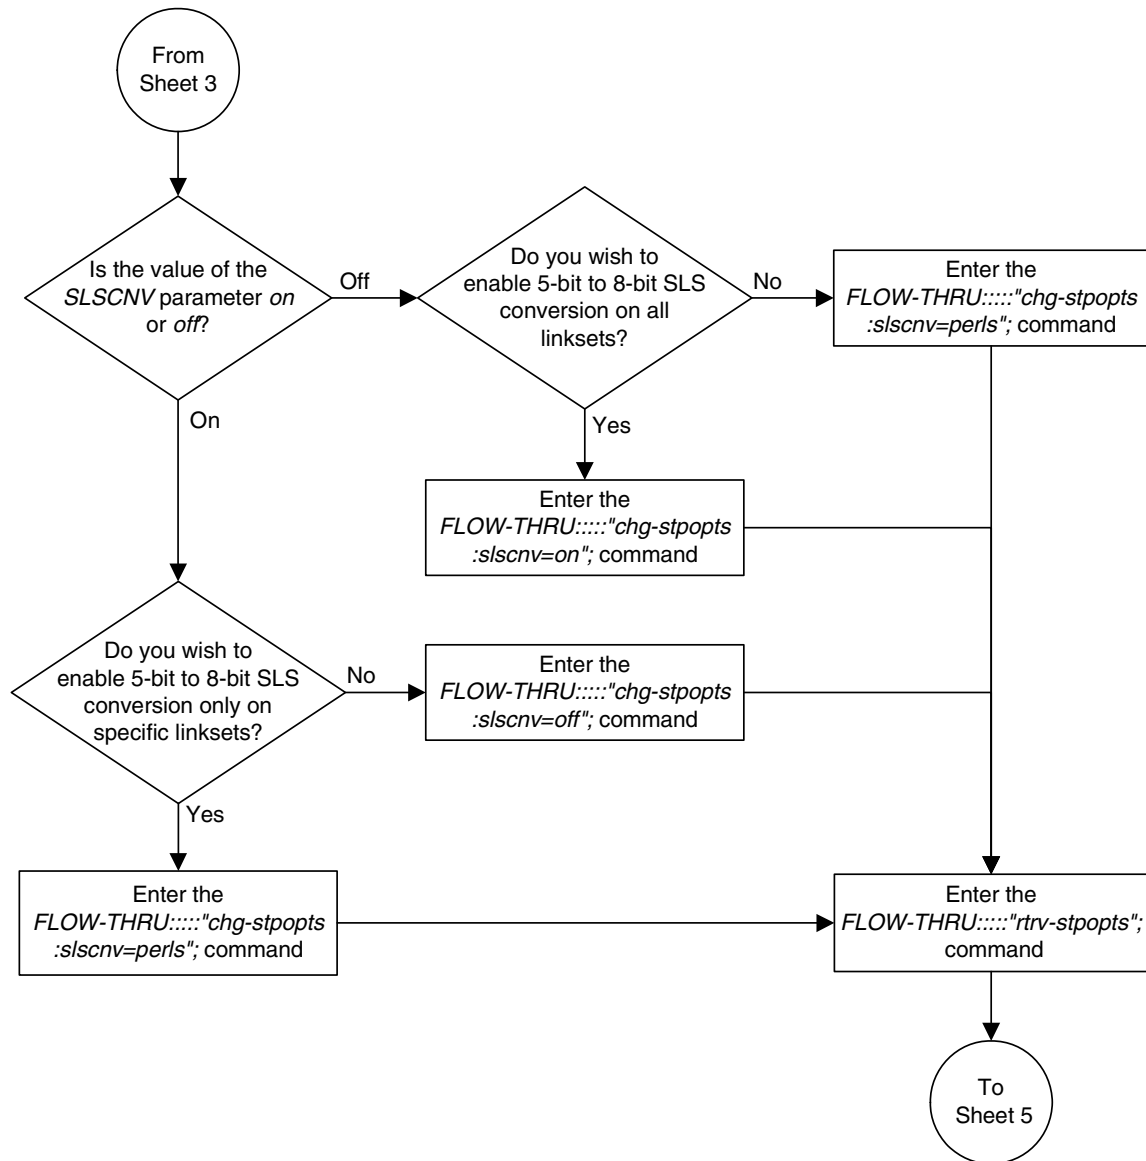 From
Sheet 3
Is the value of the
SLSCNV parameter on
or off?
Off
Do you wish to
enable 5-bit to 8-bit SLS
conversion on all
linksets?
No
Enter the
FLOW-THRU:::::"chg-stpopts
:slscnv=perls"; command
On
Yes
Enter the
FLOW-THRU:::::"chg-stpopts
:slscnv=on"; command
Do you wish to
enable 5-bit to 8-bit SLS
conversion only on
specific linksets?
No
Enter the
FLOW-THRU:::::"chg-stpopts
:slscnv=off"; command
Yes
Enter the
FLOW-THRU:::::"chg-stpopts
:slscnv=perls"; command
Enter the
FLOW-THRU:::::"rtrv-stpopts";
command
To
Sheet 5